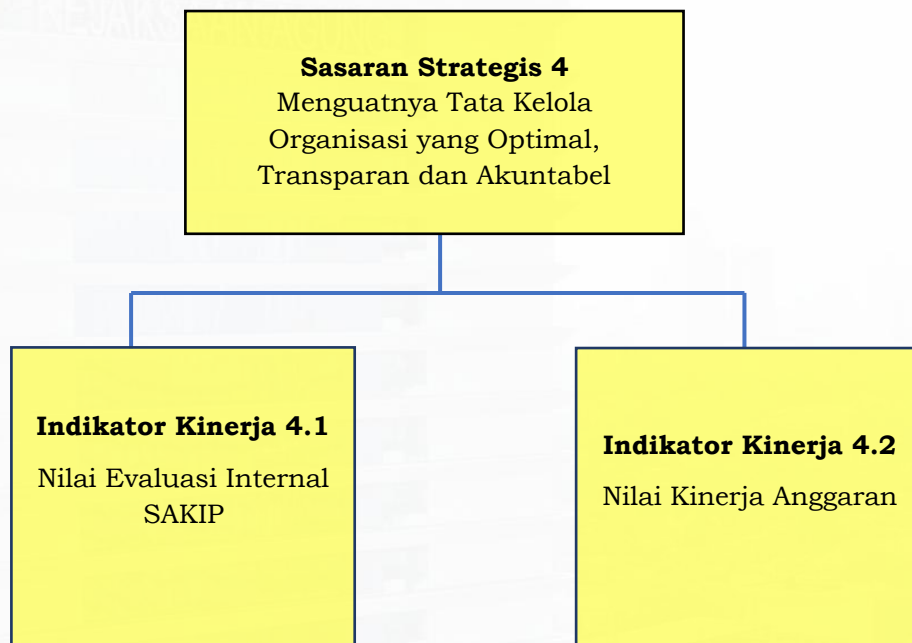 Sasaran Strategis 4
Menguatnya Tata Kelola
Organisasi yang Optimal,
Transparan dan Akuntabel
Indikator Kinerja 4.1
Nilai Evaluasi Internal
SAKIP
Indikator Kinerja 4.2
Nilai Kinerja Anggaran